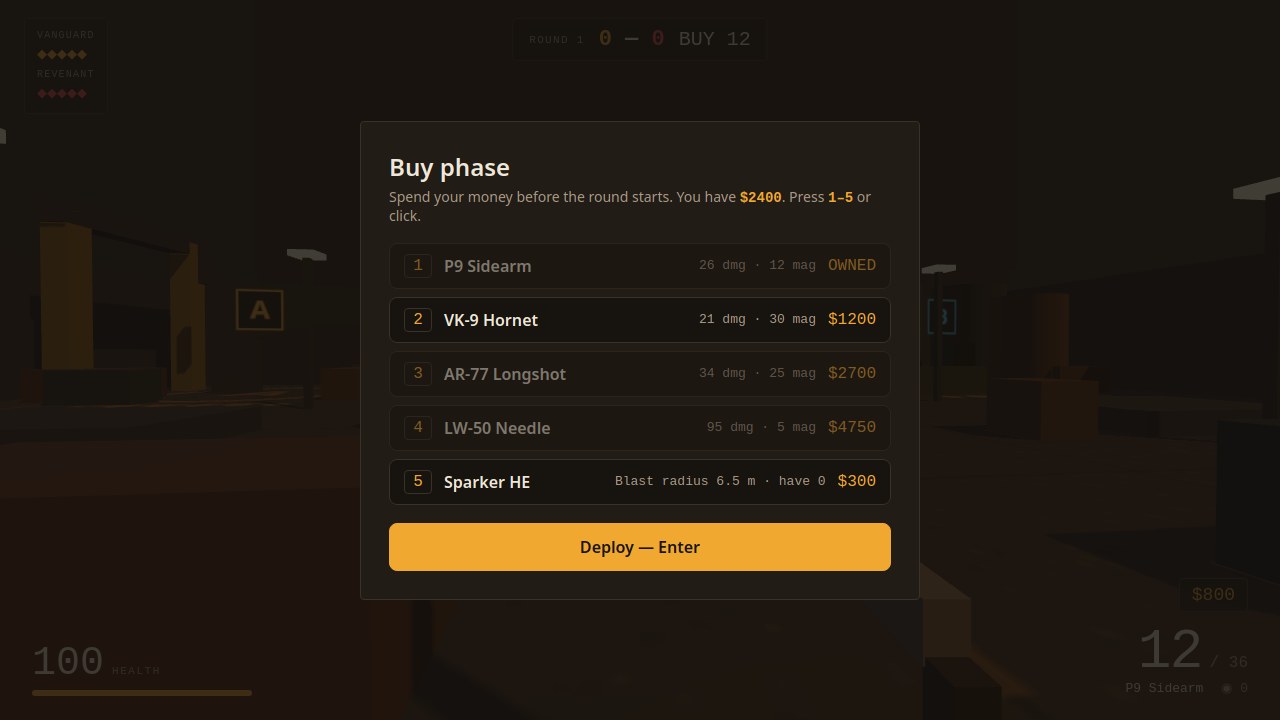 VANGUARD
◆◆◆◆◆
REVENANT
◆◆◆◆◆
ROUND 1 0 — 0 BUY 12
A
B
Buy phase
Spend your money before the round starts. You have $2400. Press 1–5 or
click.
1 P9 Sidearm 26 dmg · 12 mag OWNED
2 VK-9 Hornet 21 dmg · 30 mag $1200
3 AR-77 Longshot 34 dmg · 25 mag $2700
4 LW-50 Needle 95 dmg · 5 mag $4750
5 Sparker HE Blast radius 6.5 m · have 0 $300
Deploy — Enter
$800
100 HEALTH
12 / 36
P9 Sidearm ◉ 0